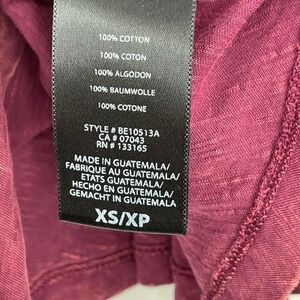 100% COTTON
100% COTON
100% ALGODON
100% BAUMWOLLE
100% COTONE
STYLE # BE10513A
CA # 07043
RN # 133165
MADE IN GUATEMALA/
FABRIQUE AU GUATEMALA/
ETATS GUATEMALA/
HECHO EN GUATEMALA/
GEMACHT IN GUATEMALA
XS/XP